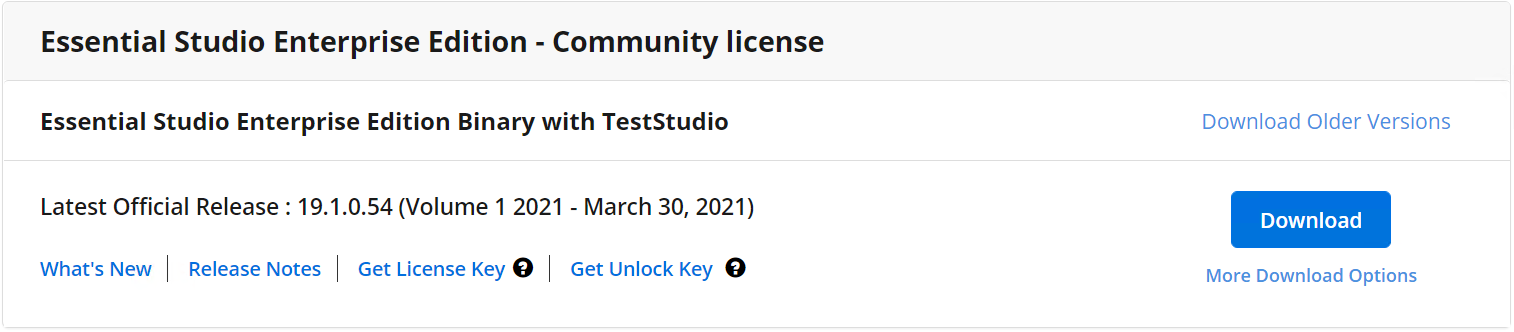 Essential Studio Enterprise Edition - Community license
Essential Studio Enterprise Edition Binary with TestStudio
Download Older Versions
Latest Official Release : 19.1.0.54 (Volume 1 2021 - March 30, 2021)
Download
What's New | Release Notes | Get License Key ? | Get Unlock Key ?
More Download Options